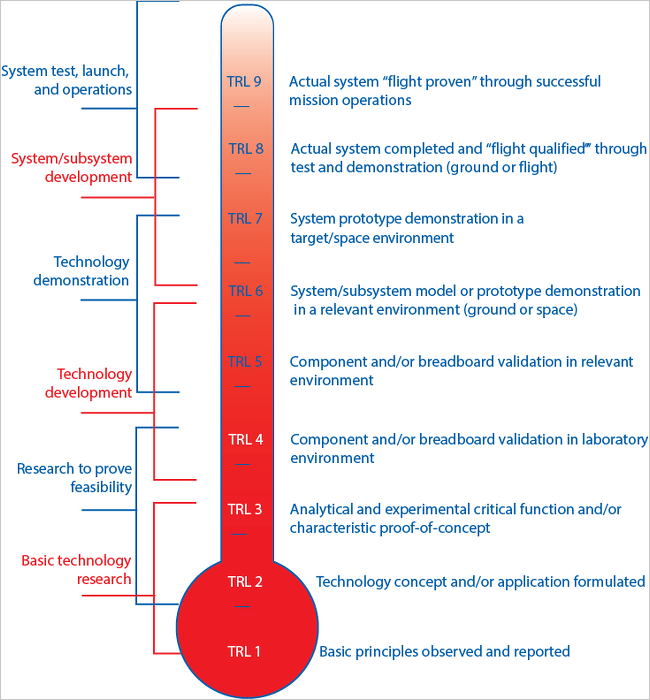 System test, launch,
and operations
System/subsystem
development
Technology
demonstration
Technology
development
Research to prove
feasibility
Basic technology
research
TRL 9
Actual system “flight proven” through successful
mission operations
TRL 8
Actual system completed and “flight qualified” through
test and demonstration (ground or flight)
TRL 7
System prototype demonstration in a
target/space environment
TRL 6
System/subsystem model or prototype demonstration
in a relevant environment (ground or space)
TRL 5
Component and/or breadboard validation in relevant
environment
TRL 4
Component and/or breadboard validation in laboratory
environment
TRL 3
Analytical and experimental critical function and/or
characteristic proof-of-concept
TRL 2
Technology concept and/or application formulated
TRL 1
Basic principles observed and reported